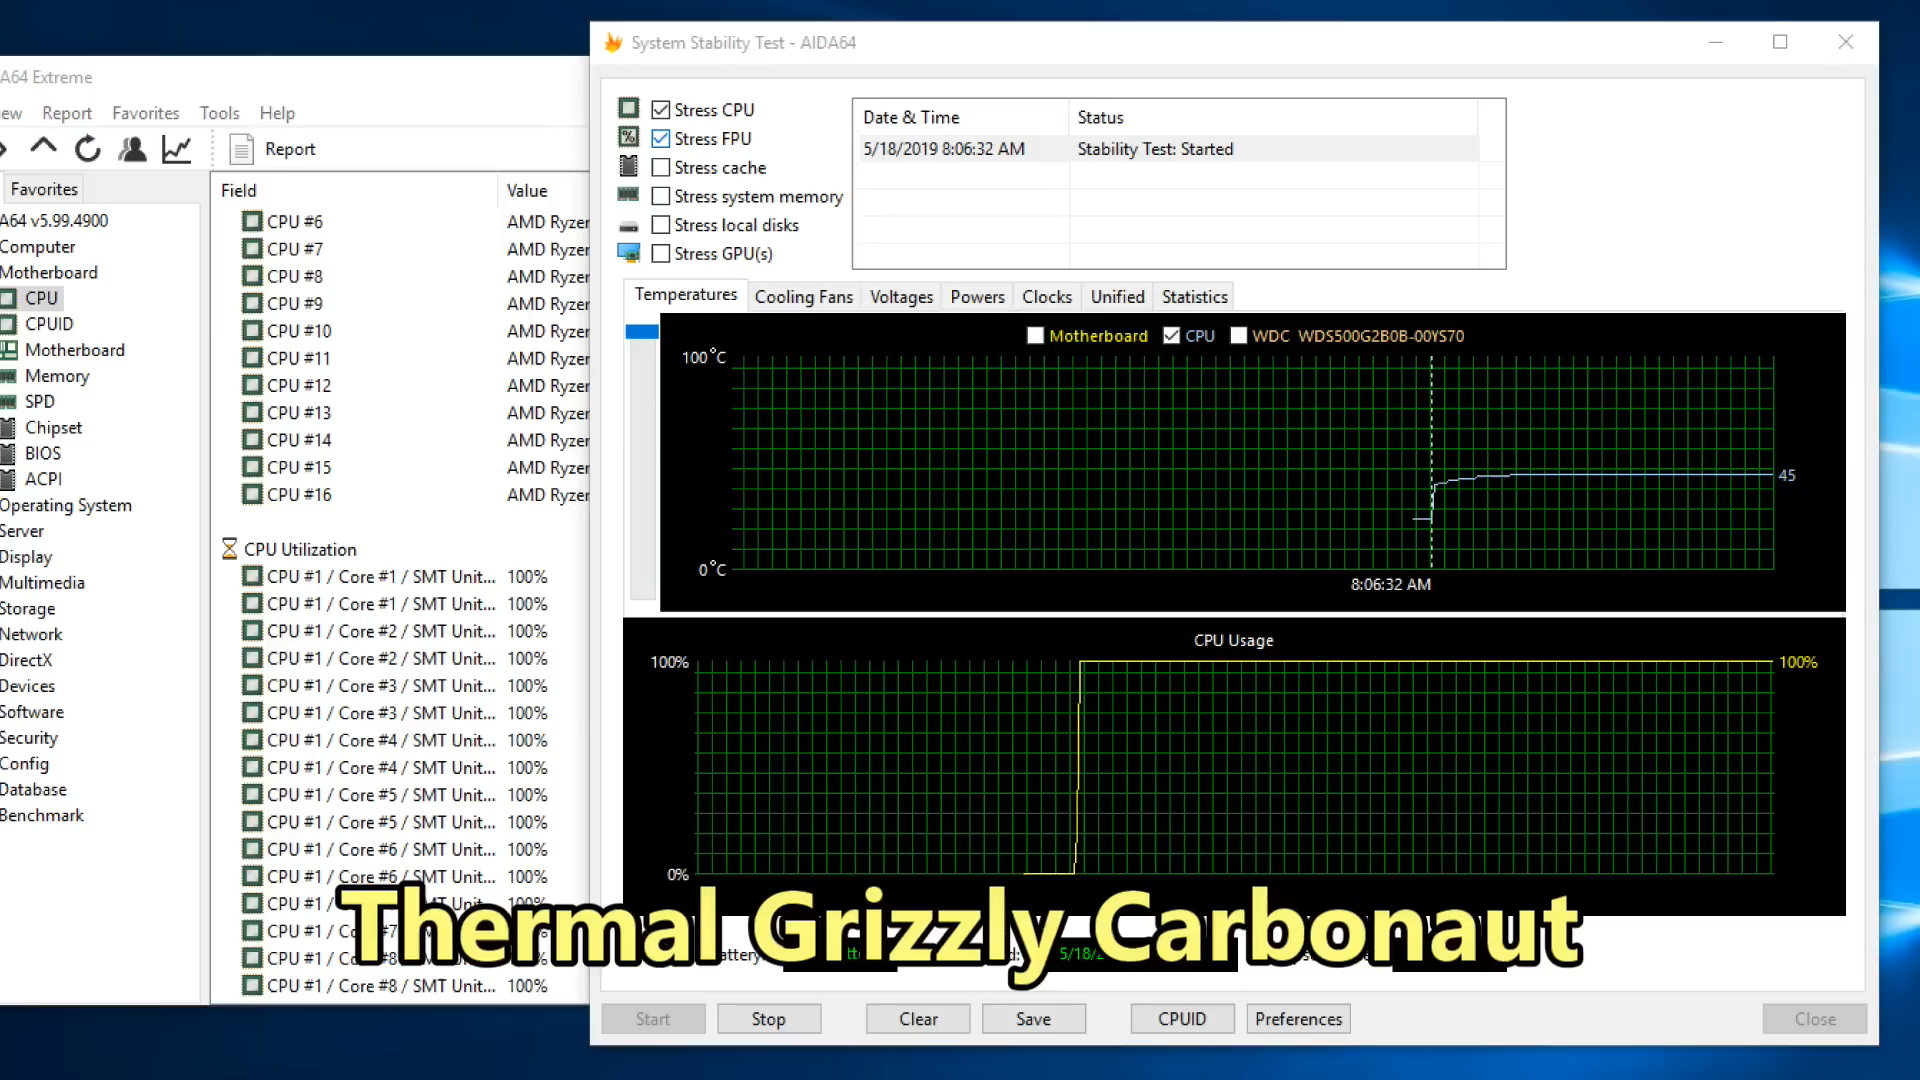 A64 Extreme
ew Report Favorites Tools Help
Report
Favorites
A64 v5.99.4900
Computer
Motherboard
CPU
CPUID
Motherboard
Memory
SPD
Chipset
BIOS
ACPI
Operating System
Server
Display
Multimedia
Storage
Network
DirectX
Devices
Software
Security
Config
Database
Benchmark
Field Value
CPU #6 AMD Ryzen
CPU #7 AMD Ryzen
CPU #8 AMD Ryzen
CPU #9 AMD Ryzen
CPU #10 AMD Ryzen
CPU #11 AMD Ryzen
CPU #12 AMD Ryzen
CPU #13 AMD Ryzen
CPU #14 AMD Ryzen
CPU #15 AMD Ryzen
CPU #16 AMD Ryzen
CPU Utilization
CPU #1 / Core #1 / SMT Unit... 100%
CPU #1 / Core #1 / SMT Unit... 100%
CPU #1 / Core #2 / SMT Unit... 100%
CPU #1 / Core #2 / SMT Unit... 100%
CPU #1 / Core #3 / SMT Unit... 100%
CPU #1 / Core #3 / SMT Unit... 100%
CPU #1 / Core #4 / SMT Unit... 100%
CPU #1 / Core #4 / SMT Unit... 100%
CPU #1 / Core #5 / SMT Unit... 100%
CPU #1 / Core #5 / SMT Unit... 100%
CPU #1 / Core #6 / SMT Unit... 100%
CPU #1 / Core #6 / SMT Unit... 100%
CPU #1
CPU #1
CPU #1
CPU #1 / Core #8 / SMT Unit... 100%
System Stability Test - AIDA64
Stress CPU
Stress FPU
Stress cache
Stress system memory
Stress local disks
Stress GPU(s)
Date & Time Status
5/18/2019 8:06:32 AM Stability Test: Started
Temperatures Cooling Fans Voltages Powers Clocks Unified Statistics
Motherboard CPU WDC WDS500G2B0B-00YS70
100°C
45
0°C
8:06:32 AM
CPU Usage
100% 100%
0%
Thermal Grizzly Carbonaut
5/18/2
Start Stop Clear Save CPUID Preferences Close